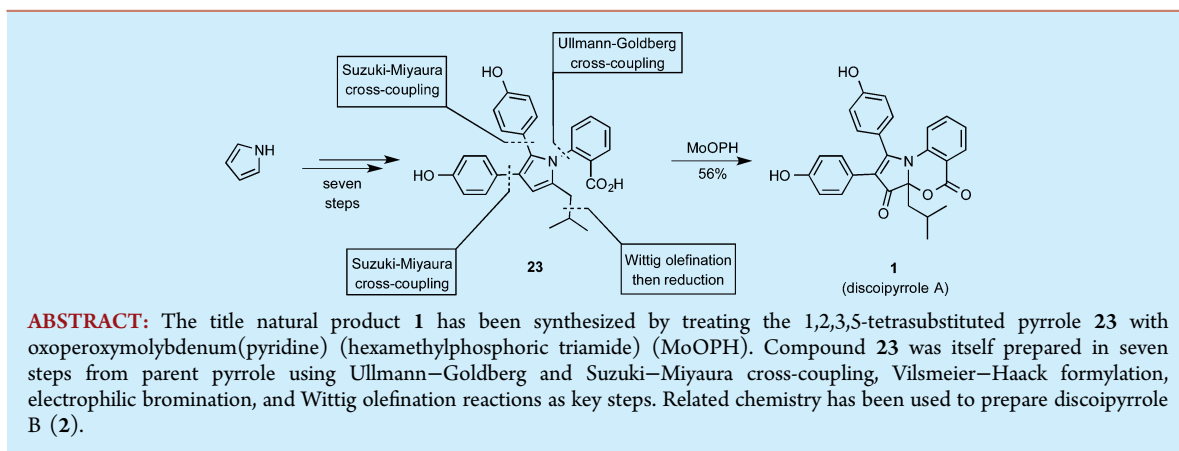 Ullmann-Goldberg
cross-coupling
Suzuki-Miyaura
cross-coupling
HO
HO
NH
seven
steps
HO
N
CO₂H
MoOPH
56%
HO
N
O
O
O
Suzuki-Miyaura
cross-coupling
23
Wittig olefination
then reduction
1
(discoipyrrole A)
ABSTRACT: The title natural product 1 has been synthesized by treating the 1,2,3,5-tetrasubstituted pyrrole 23 with
oxoperoxymolybdenum(pyridine) (hexamethylphosphoric triamide) (MoOPH). Compound 23 was itself prepared in seven
steps from parent pyrrole using Ullmann−Goldberg and Suzuki−Miyaura cross-coupling, Vilsmeier−Haack formylation,
electrophilic bromination, and Wittig olefination reactions as key steps. Related chemistry has been used to prepare discoipyrrole
B (2).